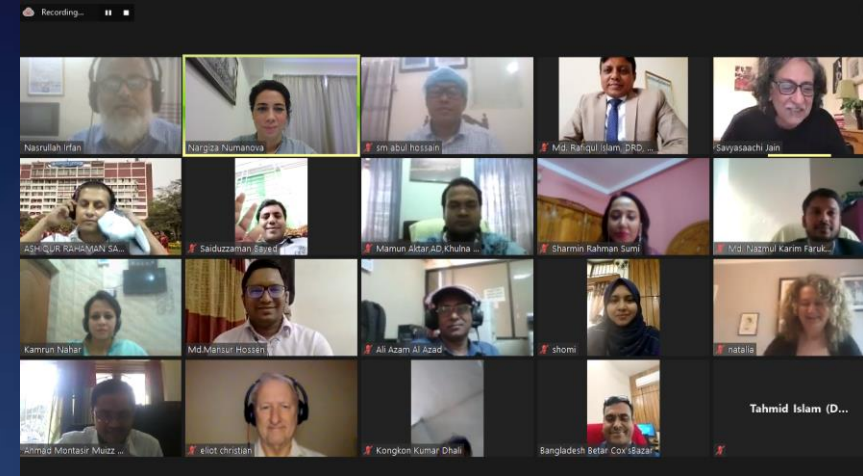 Recording...
Nasrullah Irfan
Nargiza Numanova
sm abul hossain
Md. Rafiqul Islam, DRD, ...
Savyasaachi Jain
ASHIQUR RAHAMAN SA...
Saiduzzaman Sayed
Mamun Aktar AD,Khulna ...
Sharmin Rahman Sumi
Md. Nazmul Karim Faruk...
Kamrun Nahar
Md.Mansur Hossen
Ali Azam Al Azad
shomi
natalia
Ahmad Montasir Muizz ...
eliot christian
Kongkon Kumar Dhali
Bangladesh Betar Cox'sBazar
Tahmid Islam (D...